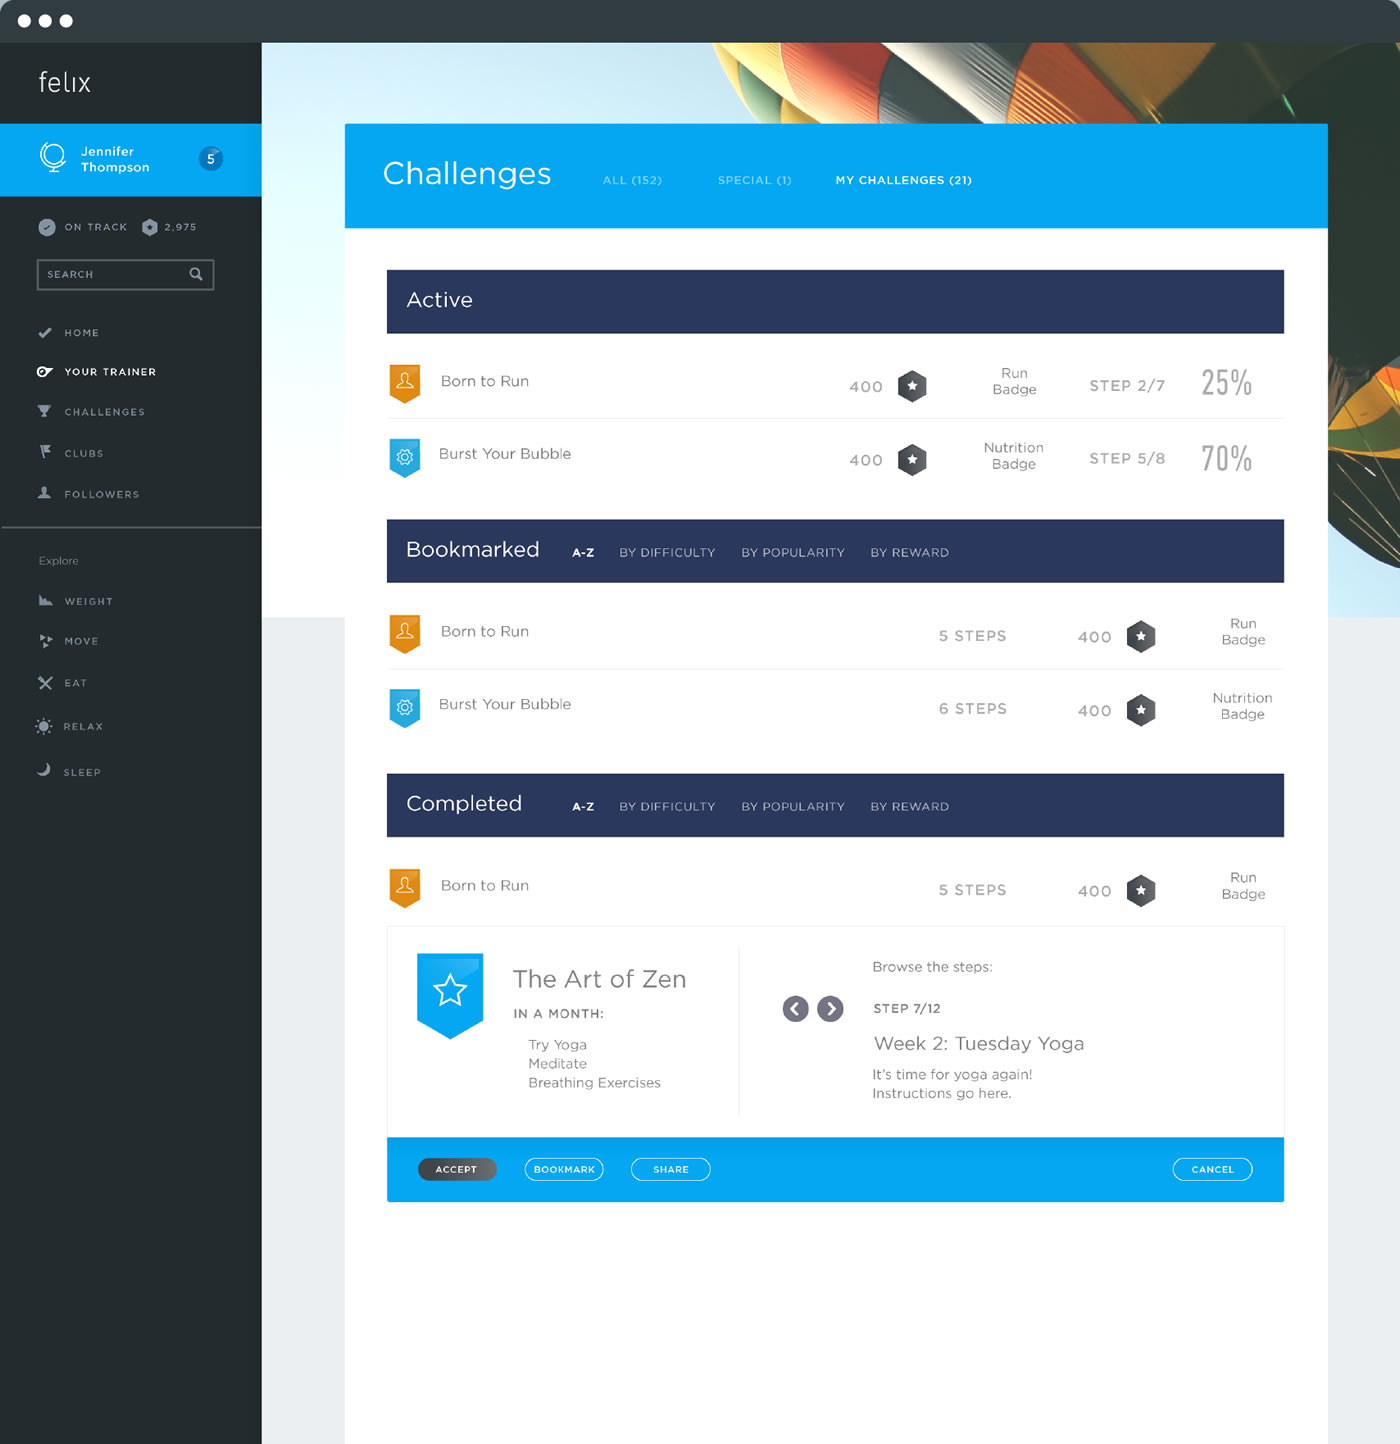 felix
Jennifer
Thompson
5
ON TRACK 2,975
SEARCH
HOME
YOUR TRAINER
CHALLENGES
CLUBS
FOLLOWERS
Explore
WEIGHT
MOVE
EAT
RELAX
SLEEP
Challenges ALL (152) SPECIAL (1) MY CHALLENGES (21)
Active
Born to Run 400 Run Badge STEP 2/7 25%
Burst Your Bubble 400 Nutrition Badge STEP 5/8 70%
Bookmarked A-Z BY DIFFICULTY BY POPULARITY BY REWARD
Born to Run 5 STEPS 400 Run Badge
Burst Your Bubble 6 STEPS 400 Nutrition Badge
Completed A-Z BY DIFFICULTY BY POPULARITY BY REWARD
Born to Run 5 STEPS 400 Run Badge
The Art of Zen
IN A MONTH:
Try Yoga
Meditate
Breathing Exercises
Browse the steps:
STEP 7/12
Week 2: Tuesday Yoga
It's time for yoga again!
Instructions go here.
ACCEPT BOOKMARK SHARE CANCEL